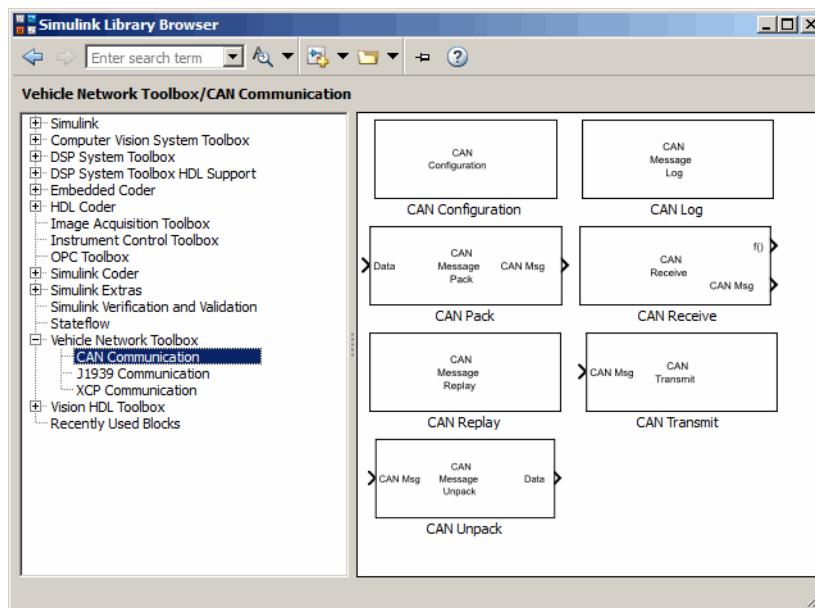 Simulink Library Browser
Enter search term
Vehicle Network Toolbox/CAN Communication
Simulink
Computer Vision System Toolbox
DSP System Toolbox
DSP System Toolbox HDL Support
Embedded Coder
HDL Coder
Image Acquisition Toolbox
Instrument Control Toolbox
OPC Toolbox
Simulink Coder
Simulink Extras
Simulink Verification and Validation
Stateflow
Vehicle Network Toolbox
CAN Communication
J1939 Communication
XCP Communication
Vision HDL Toolbox
Recently Used Blocks
CAN
Configuration
CAN Configuration
CAN
Message
Log
CAN Log
Data
CAN
Message
Pack
CAN Msg
CAN Pack
CAN
Receive
f()
CAN Msg
CAN Receive
CAN
Message
Replay
CAN Replay
CAN Msg
CAN
Transmit
CAN Transmit
CAN Msg
CAN
Message
Unpack
Data
CAN Unpack